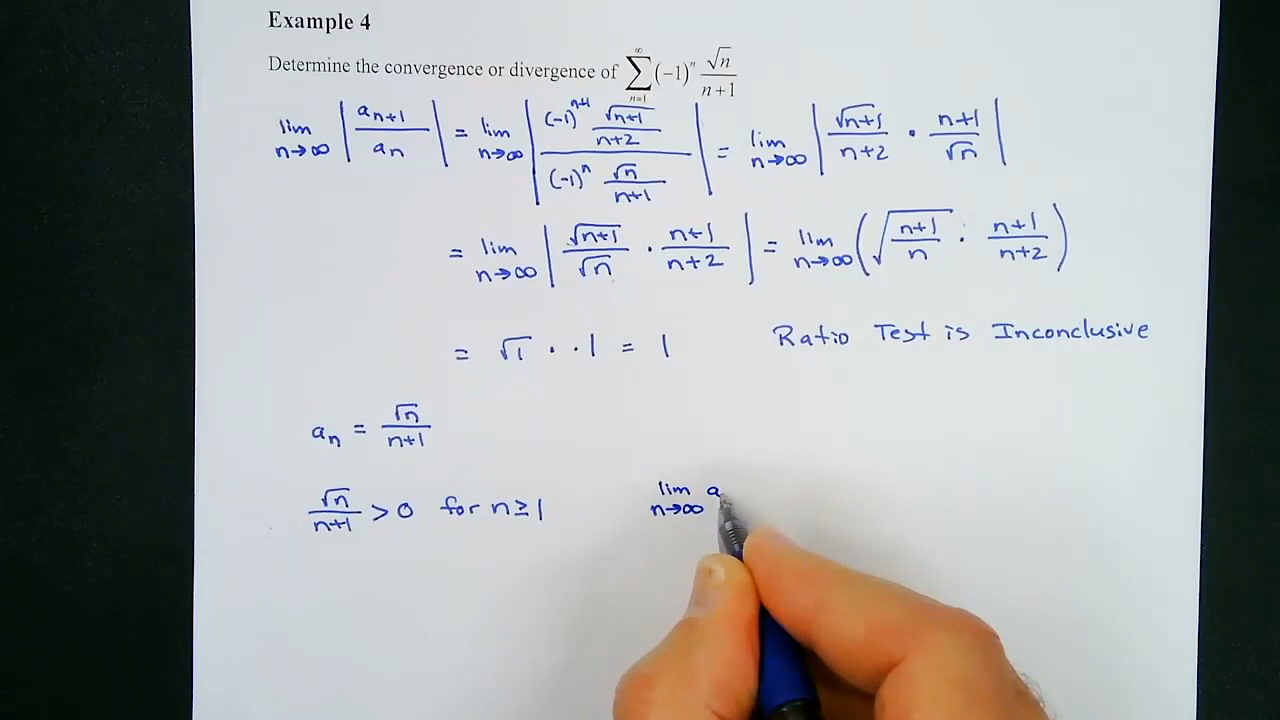 Example 4
Determine the convergence or divergence of ∑_{n=1}^{∞} (−1)^n √n/(n+1)
lim_{n→∞} |a_{n+1}/a_n| = lim_{n→∞} |((-1)^{n+1} √(n+1)/(n+2))/((-1)^n √n/(n+1))| = lim_{n→∞} |√(n+1)/(n+2) · (n+1)/√n|
= lim_{n→∞} |√(n+1)/√n · (n+1)/(n+2)| = lim_{n→∞} (√((n+1)/n) · (n+1)/(n+2))
= √1 · · 1 = 1 Ratio Test is Inconclusive
a_n = √n/(n+1)
√n/(n+1) > 0 for n ≥ 1 lim_{n→∞} a